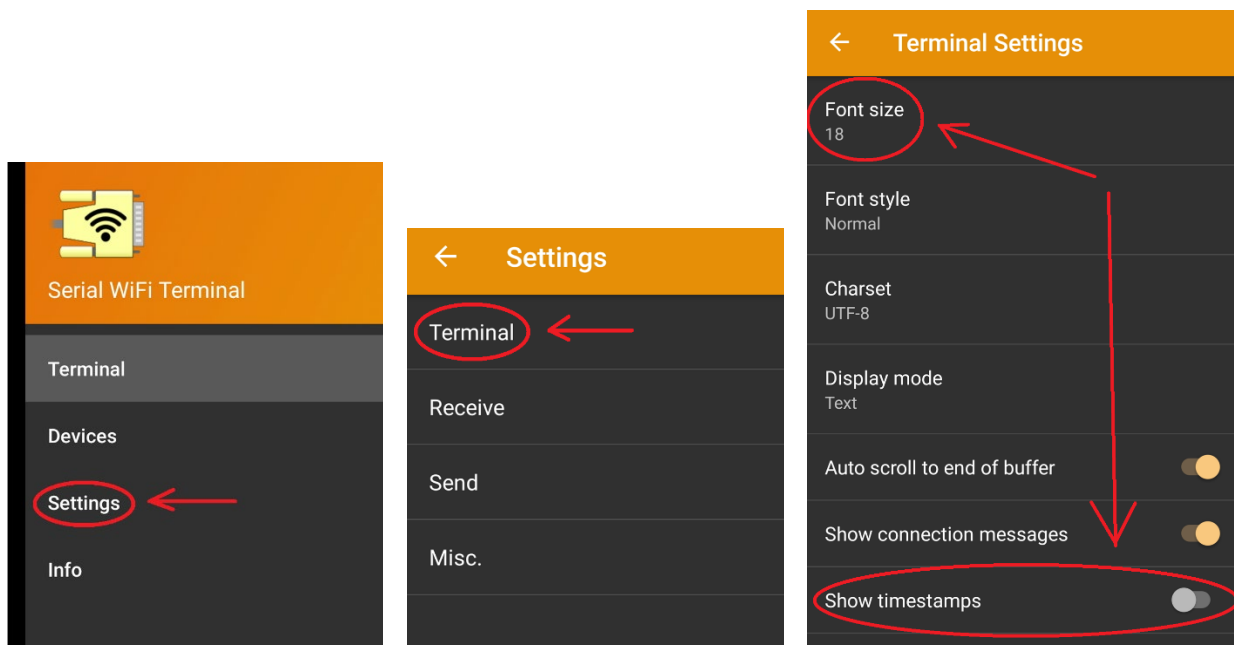 Serial WiFi Terminal
Terminal
Devices
Settings
Info
Settings
Terminal
Receive
Send
Misc.
Terminal Settings
Font size
18
Font style
Normal
Charset
UTF-8
Display mode
Text
Auto scroll to end of buffer
Show connection messages
Show timestamps